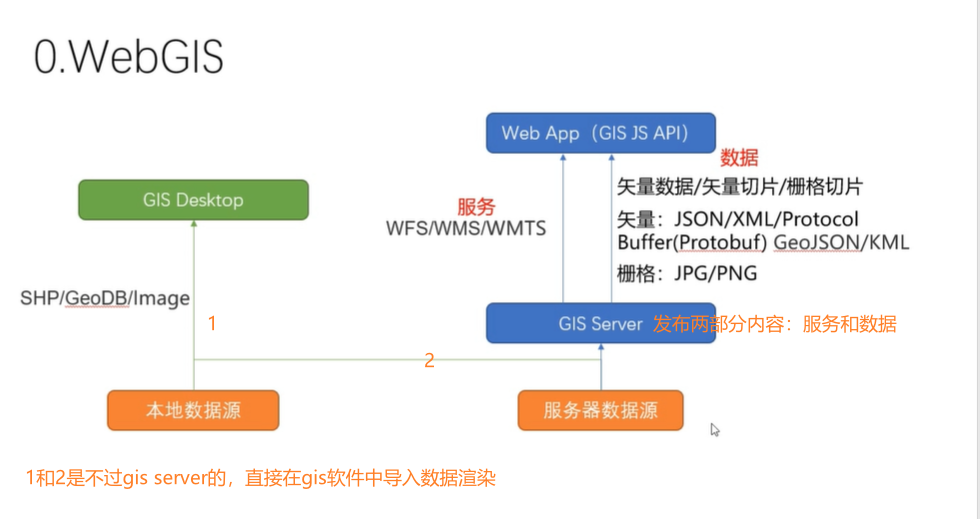 0.WebGIS
Web App（GIS JS API）
数据
GIS Desktop
矢量数据/矢量切片/栅格切片
服务
WFS/WMS/WMTS
矢量：JSON/XML/Protocol
Buffer(Protobuf) GeoJSON/KML
栅格：JPG/PNG
SHP/GeoDB/Image
1
GIS Server
发布两部分内容：服务和数据
2
本地数据源
服务器数据源
1和2是不过gis server的，直接在gis软件中导入数据渲染